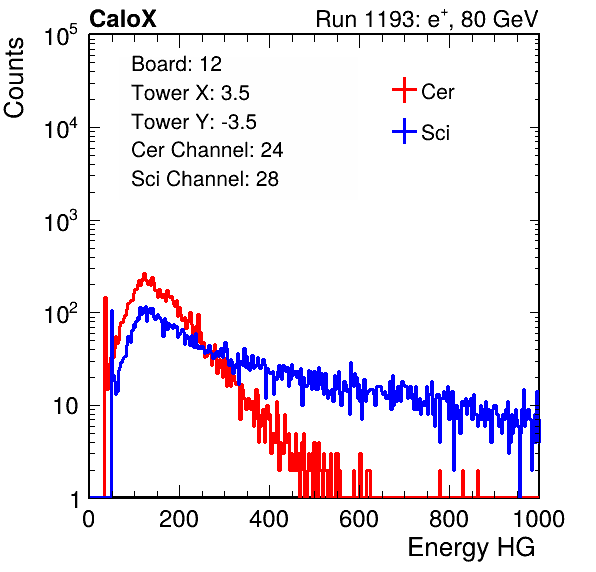 CaloX Run 1193: e⁺, 80 GeV
Counts
10⁵
10⁴
10³
10²
10
1
Board: 12
Tower X: 3.5
Tower Y: -3.5
Cer Channel: 24
Sci Channel: 28
Cer
Sci
0 200 400 600 800 1000
Energy HG